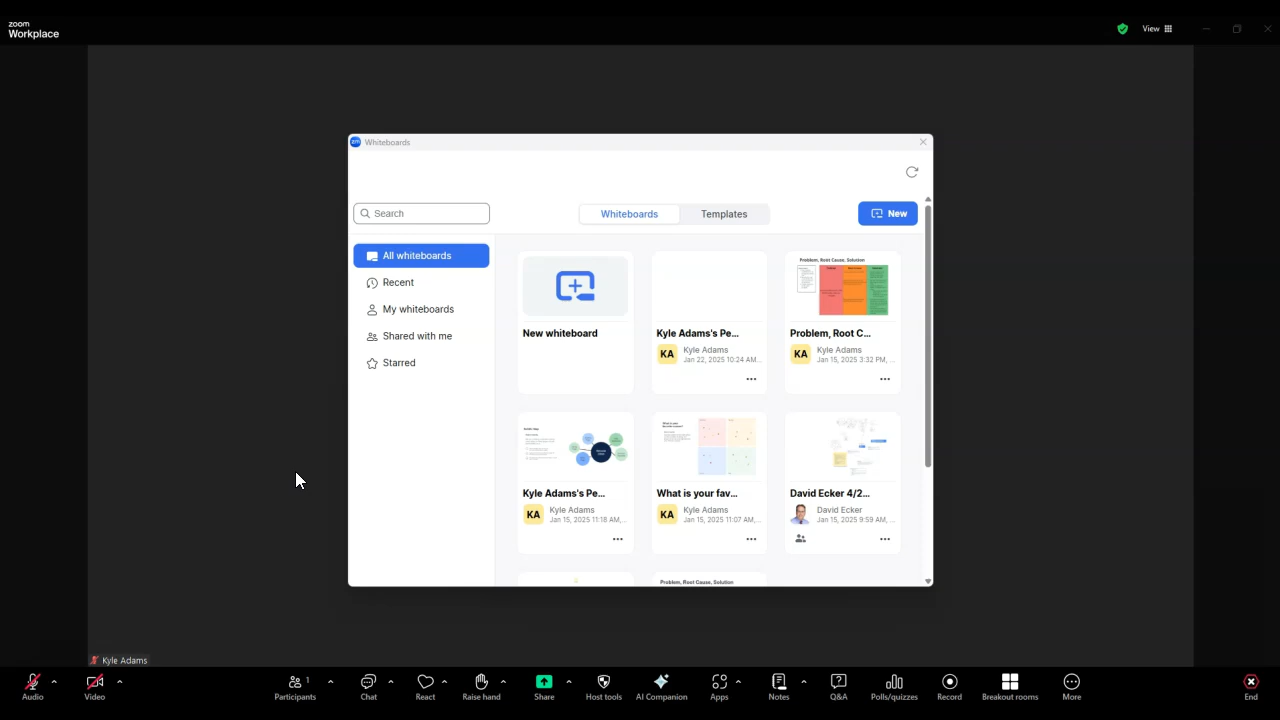 zoom
Workplace
View
zm Whiteboards
Search
Whiteboards
Templates
New
All whiteboards
Recent
My whiteboards
Shared with me
Starred
New whiteboard
Kyle Adams's Pe...
KA
Kyle Adams
Jan 22, 2025 10:24 AM...
Problem, Root Cause, Solution
Problem, Root C...
KA
Kyle Adams
Jan 15, 2025 3:32 PM, ...
Kyle Adams's Pe...
KA
Kyle Adams
Jan 15, 2025 11:18 AM,...
What is your fav...
KA
Kyle Adams
Jan 15, 2025 11:07 AM,...
David Ecker 4/2...
David Ecker
Jan 15, 2025 9:59 AM, ...
Problem, Root Cause, Solution
Kyle Adams
Audio
Video
Participants
1
Chat
React
Raise hand
Share
Host tools
AI Companion
Apps
Notes
Q&A
Polls/quizzes
Record
Breakout rooms
More
End